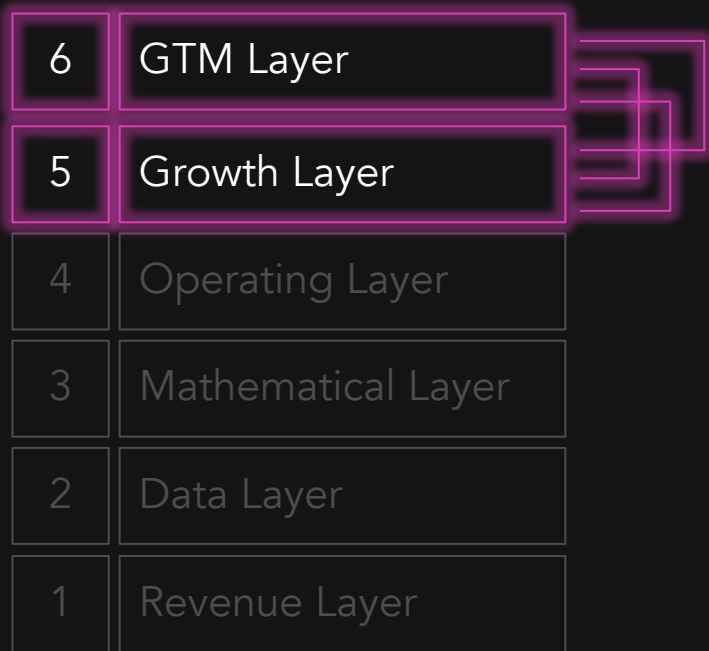 6 GTM Layer
5 Growth Layer
4 Operating Layer
3 Mathematical Layer
2 Data Layer
1 Revenue Layer